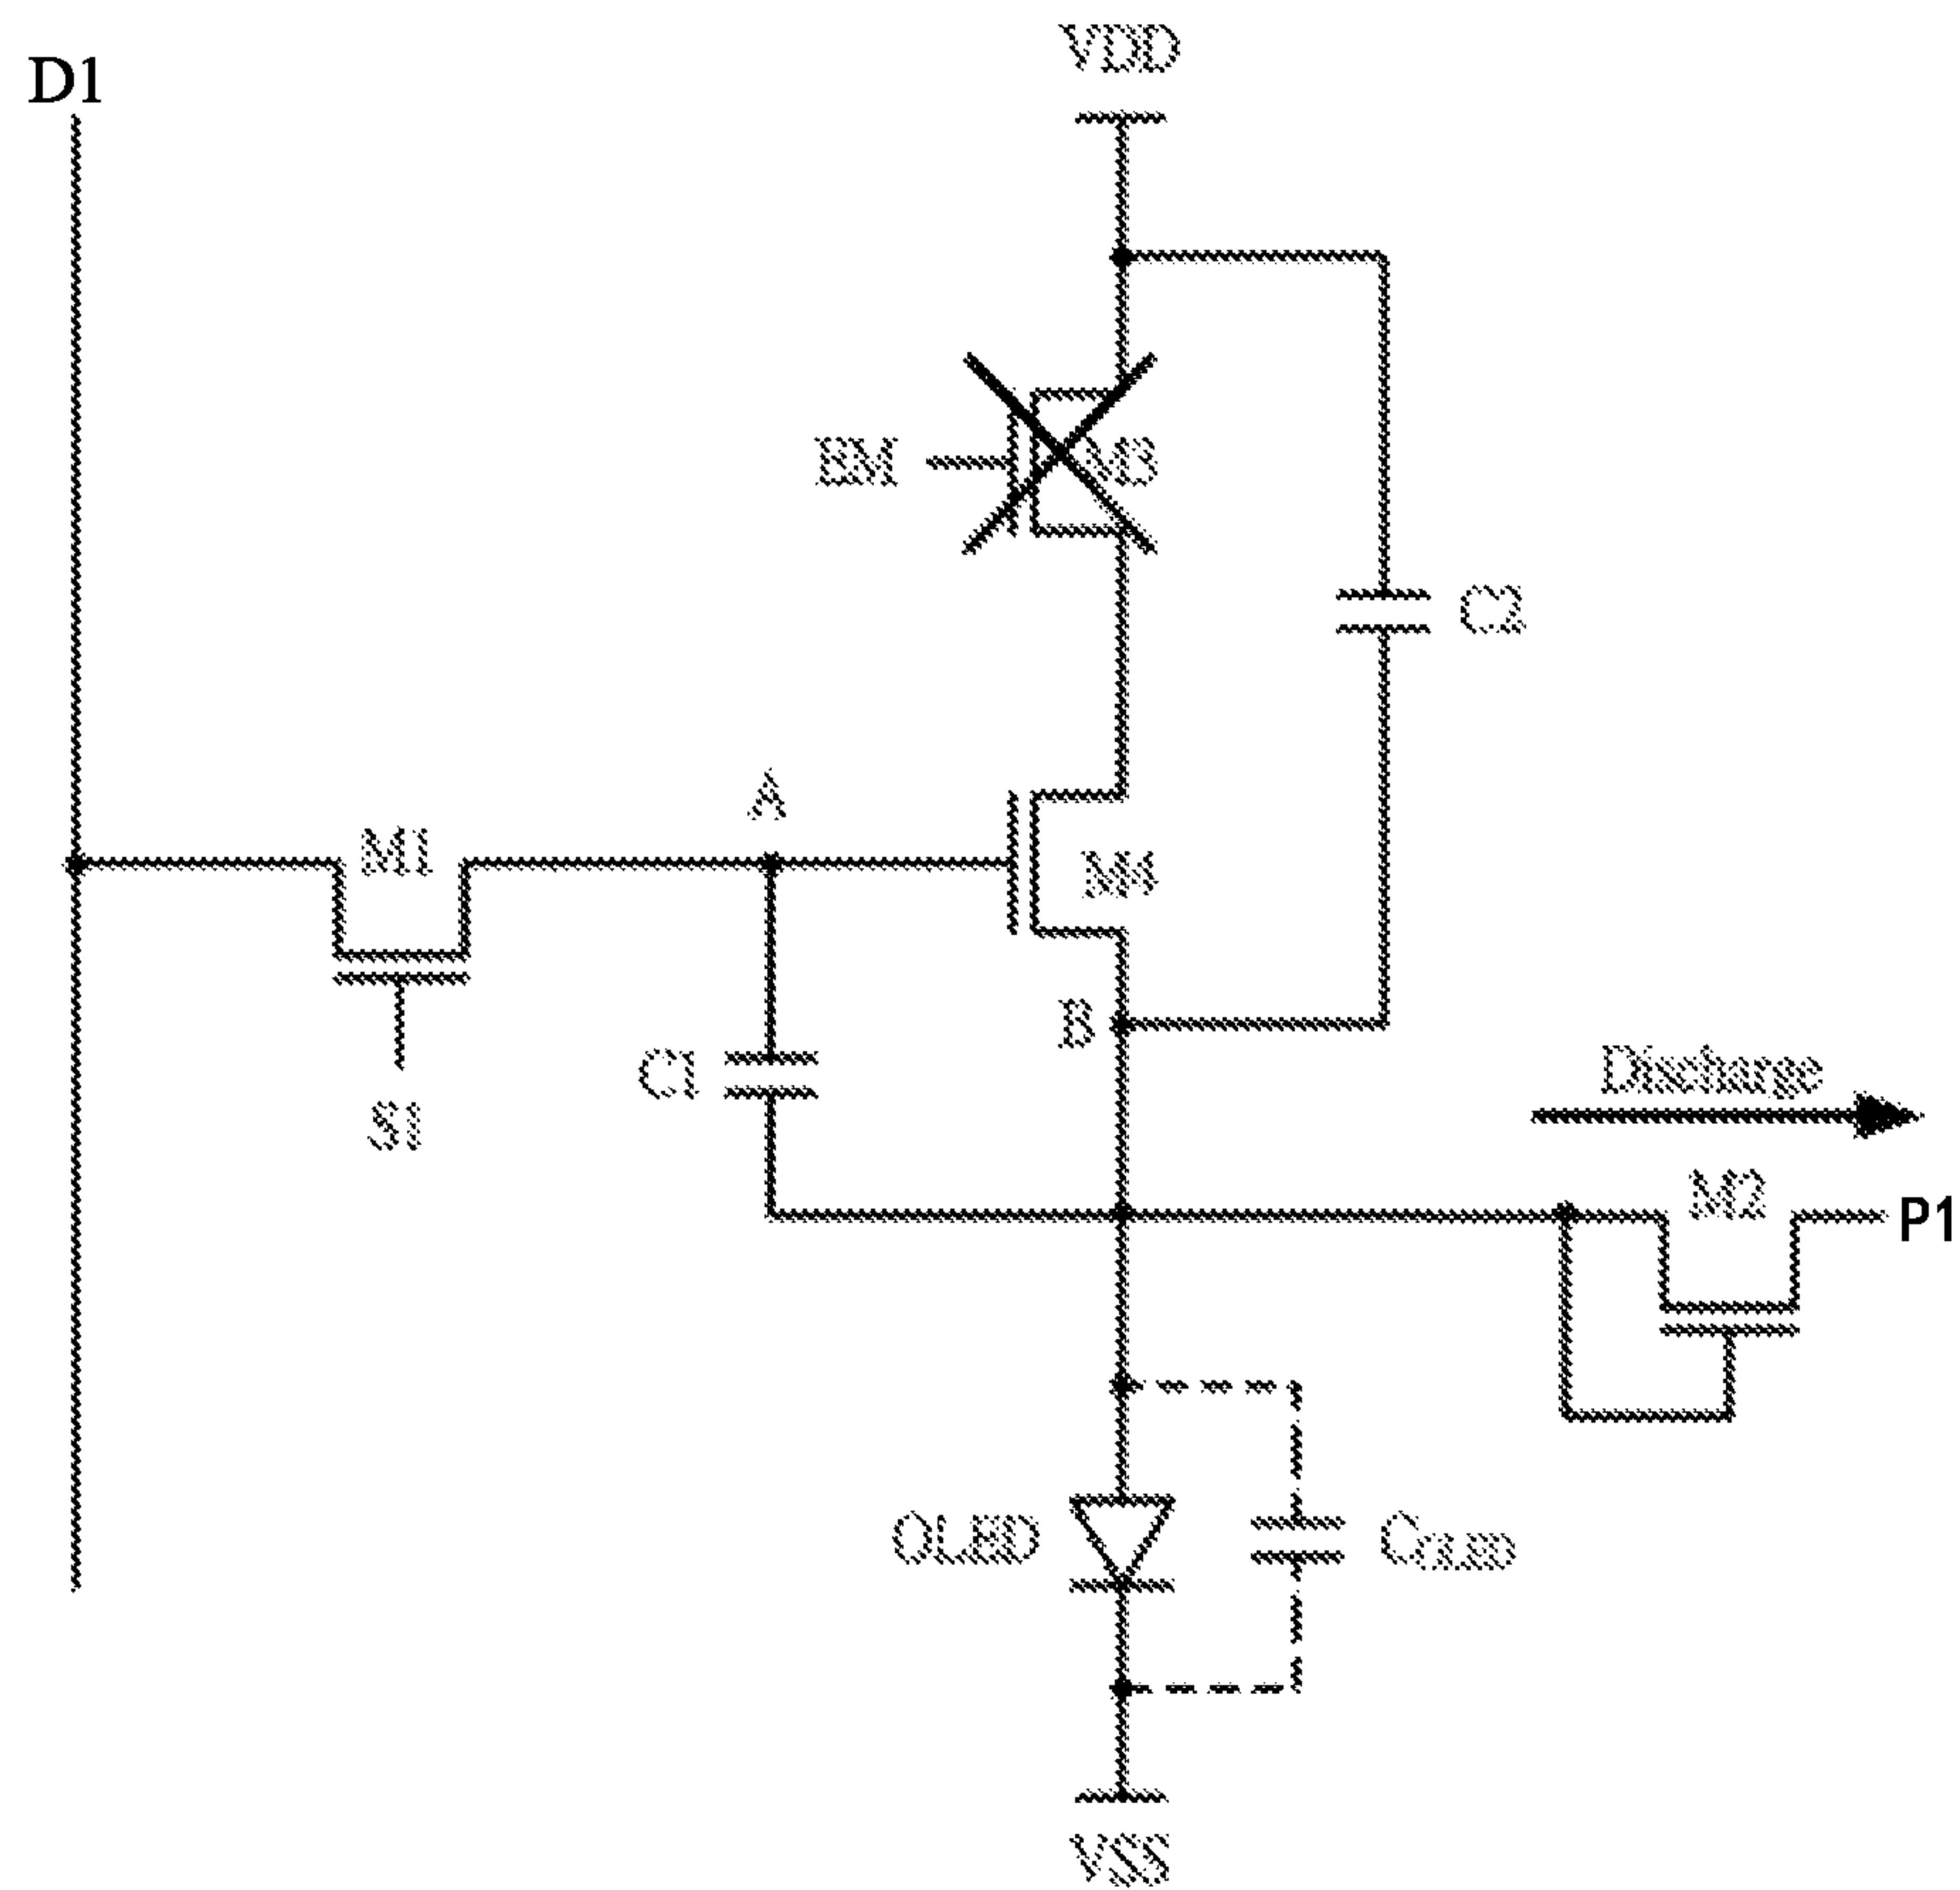 D1
VDD
EM
M3
C2
A
M1
M4
B
C1
S1
Discharge
M2
P1
OLED
COLED
VSS